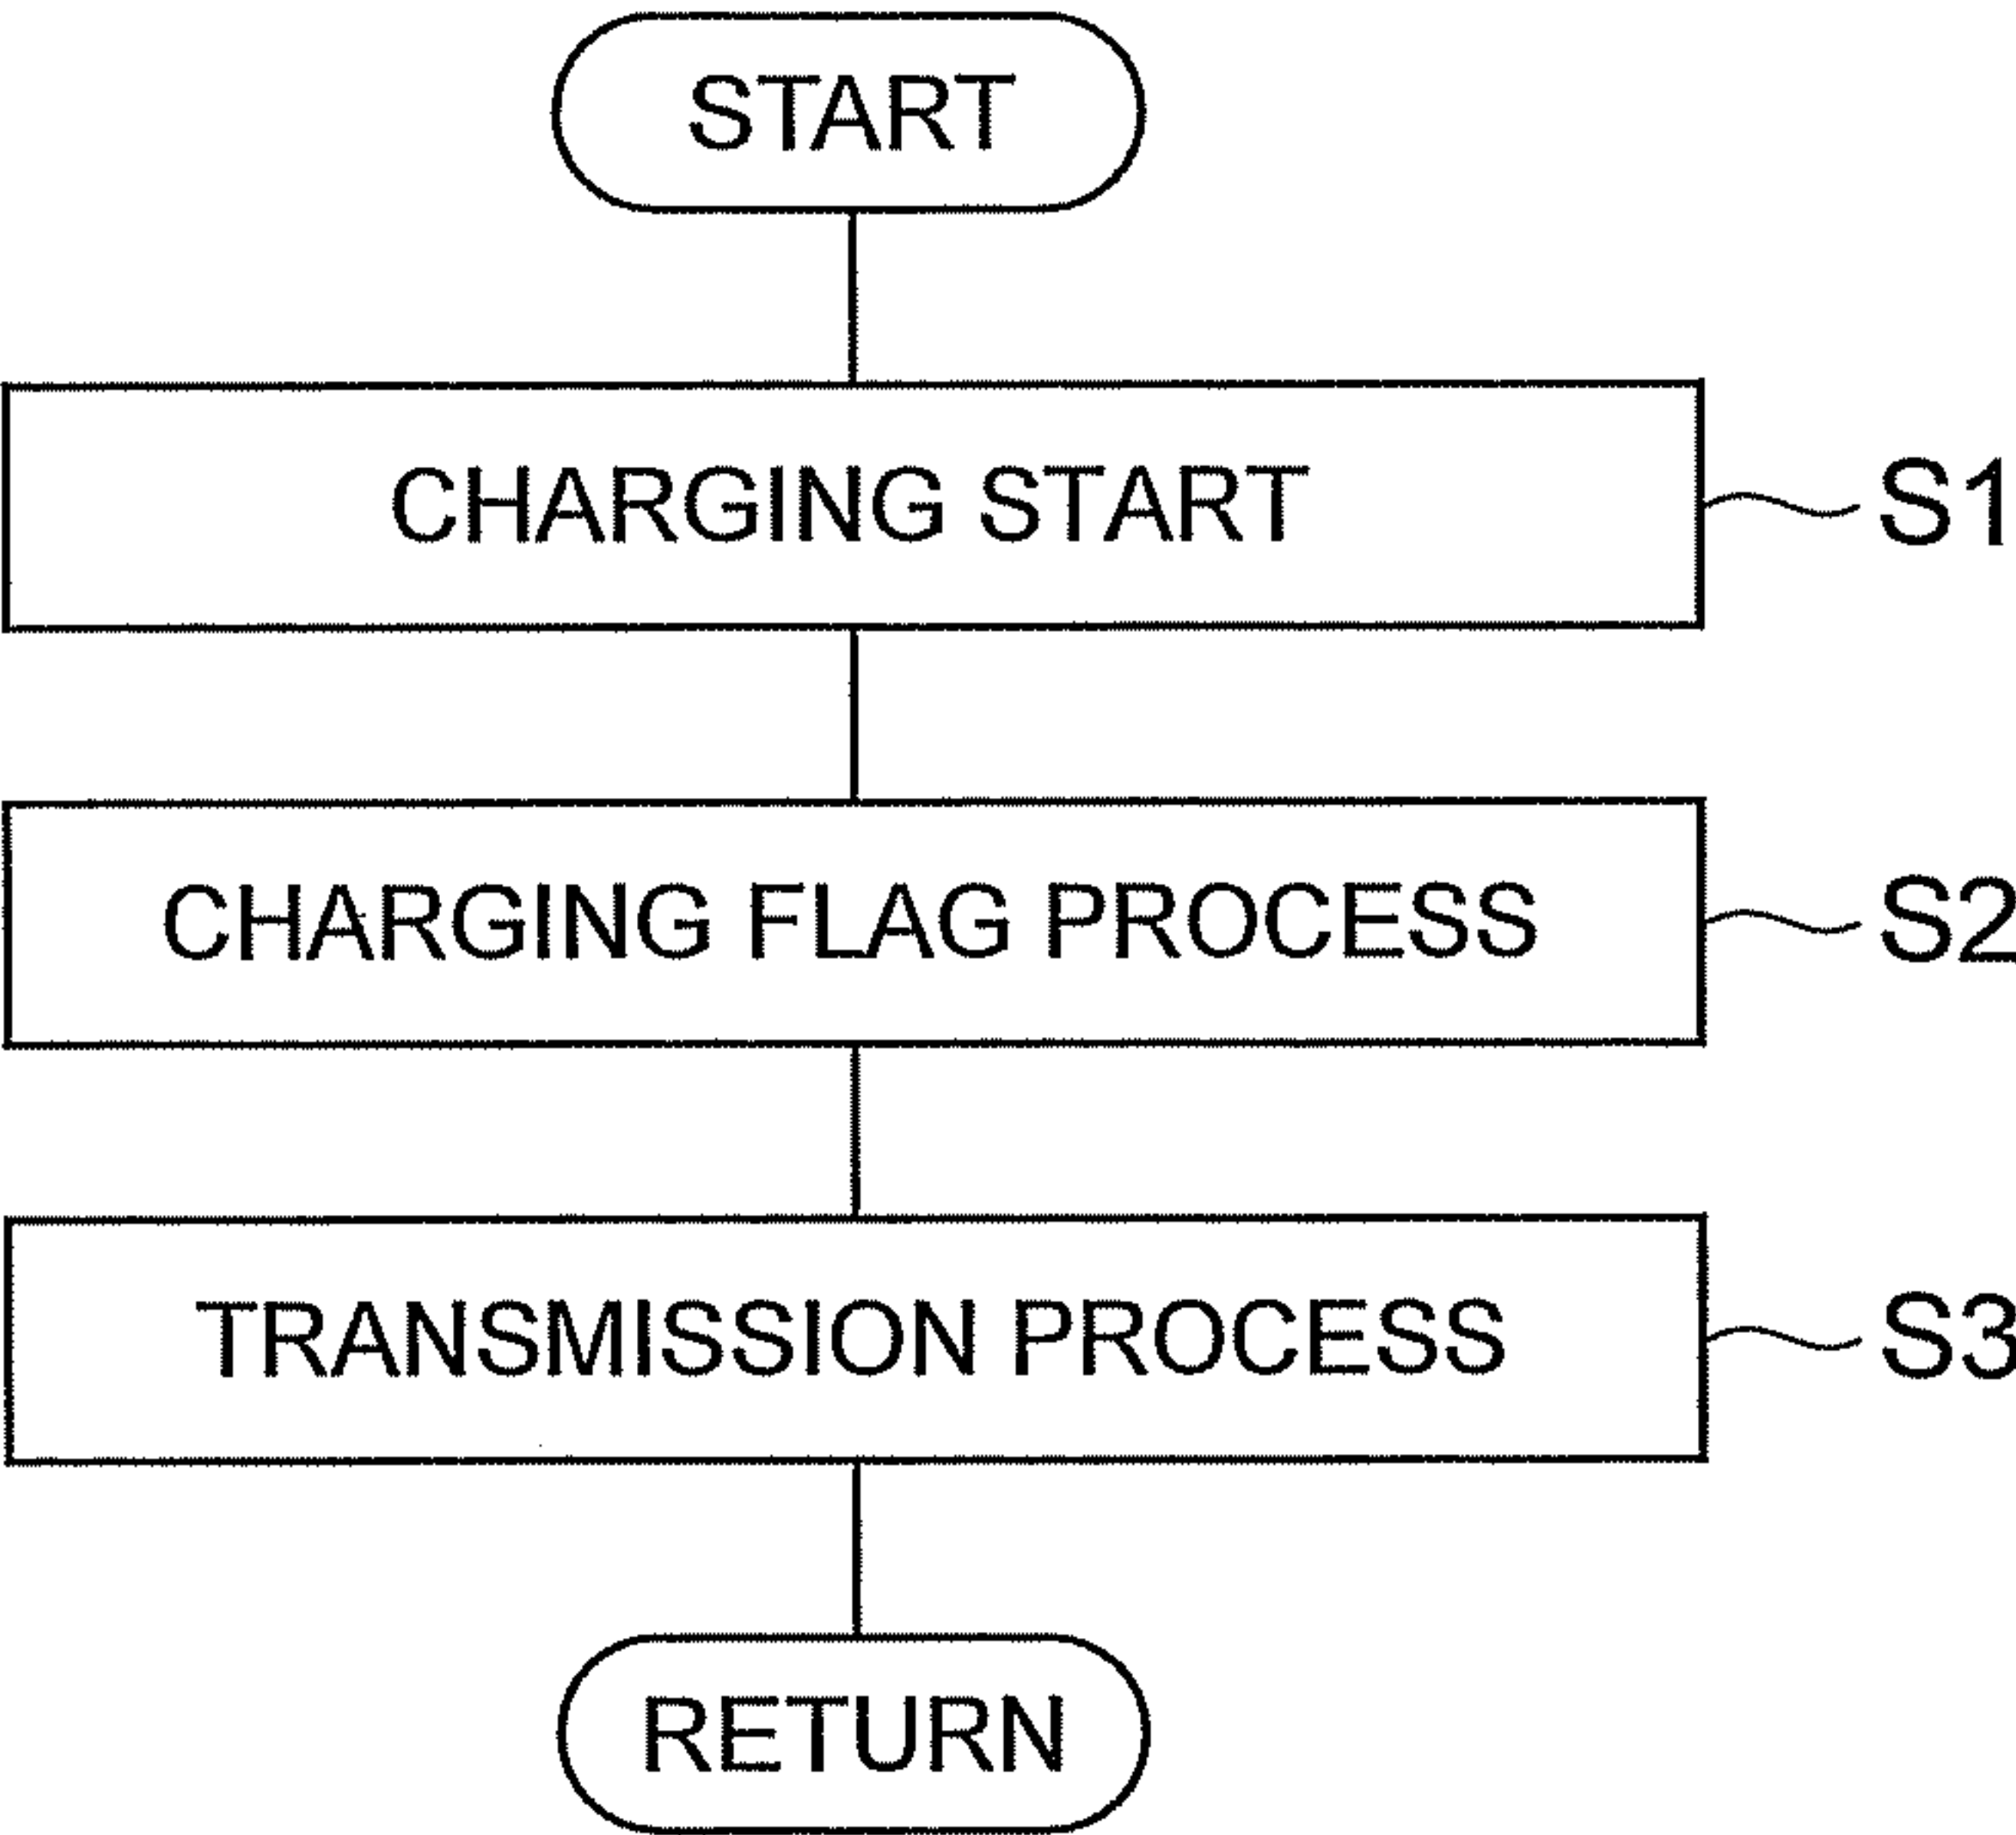 START
CHARGING START
S1
CHARGING FLAG PROCESS
S2
TRANSMISSION PROCESS
S3
RETURN